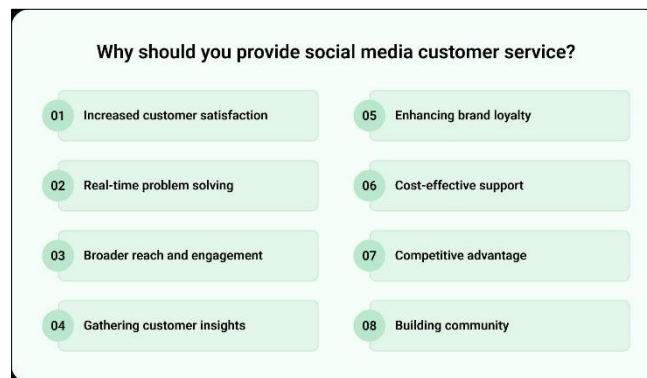 Why should you provide social media customer service?
01 Increased customer satisfaction
02 Real-time problem solving
03 Broader reach and engagement
04 Gathering customer insights
05 Enhancing brand loyalty
06 Cost-effective support
07 Competitive advantage
08 Building community